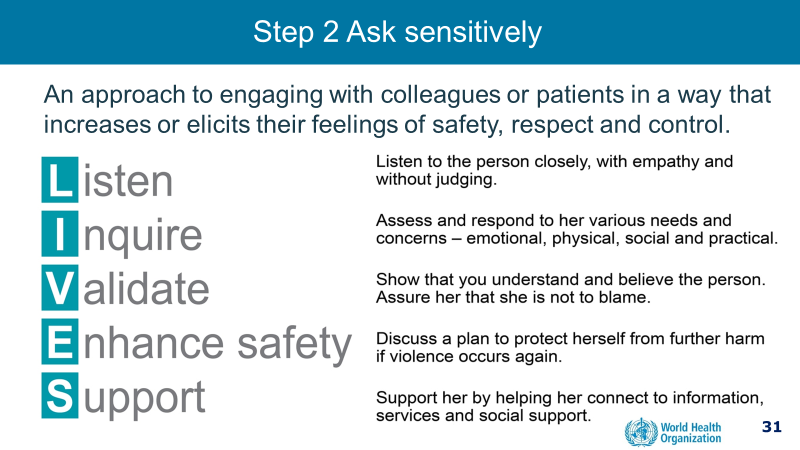 Step 2 Ask sensitively
An approach to engaging with colleagues or patients in a way that
increases or elicits their feelings of safety, respect and control.
Listen
Listen to the person closely, with empathy and
without judging.
Inquire
Assess and respond to her various needs and
concerns – emotional, physical, social and practical.
Validate
Show that you understand and believe the person.
Assure her that she is not to blame.
Enhance safety
Discuss a plan to protect herself from further harm
if violence occurs again.
Support
Support her by helping her connect to information,
services and social support.
World Health
Organization
31